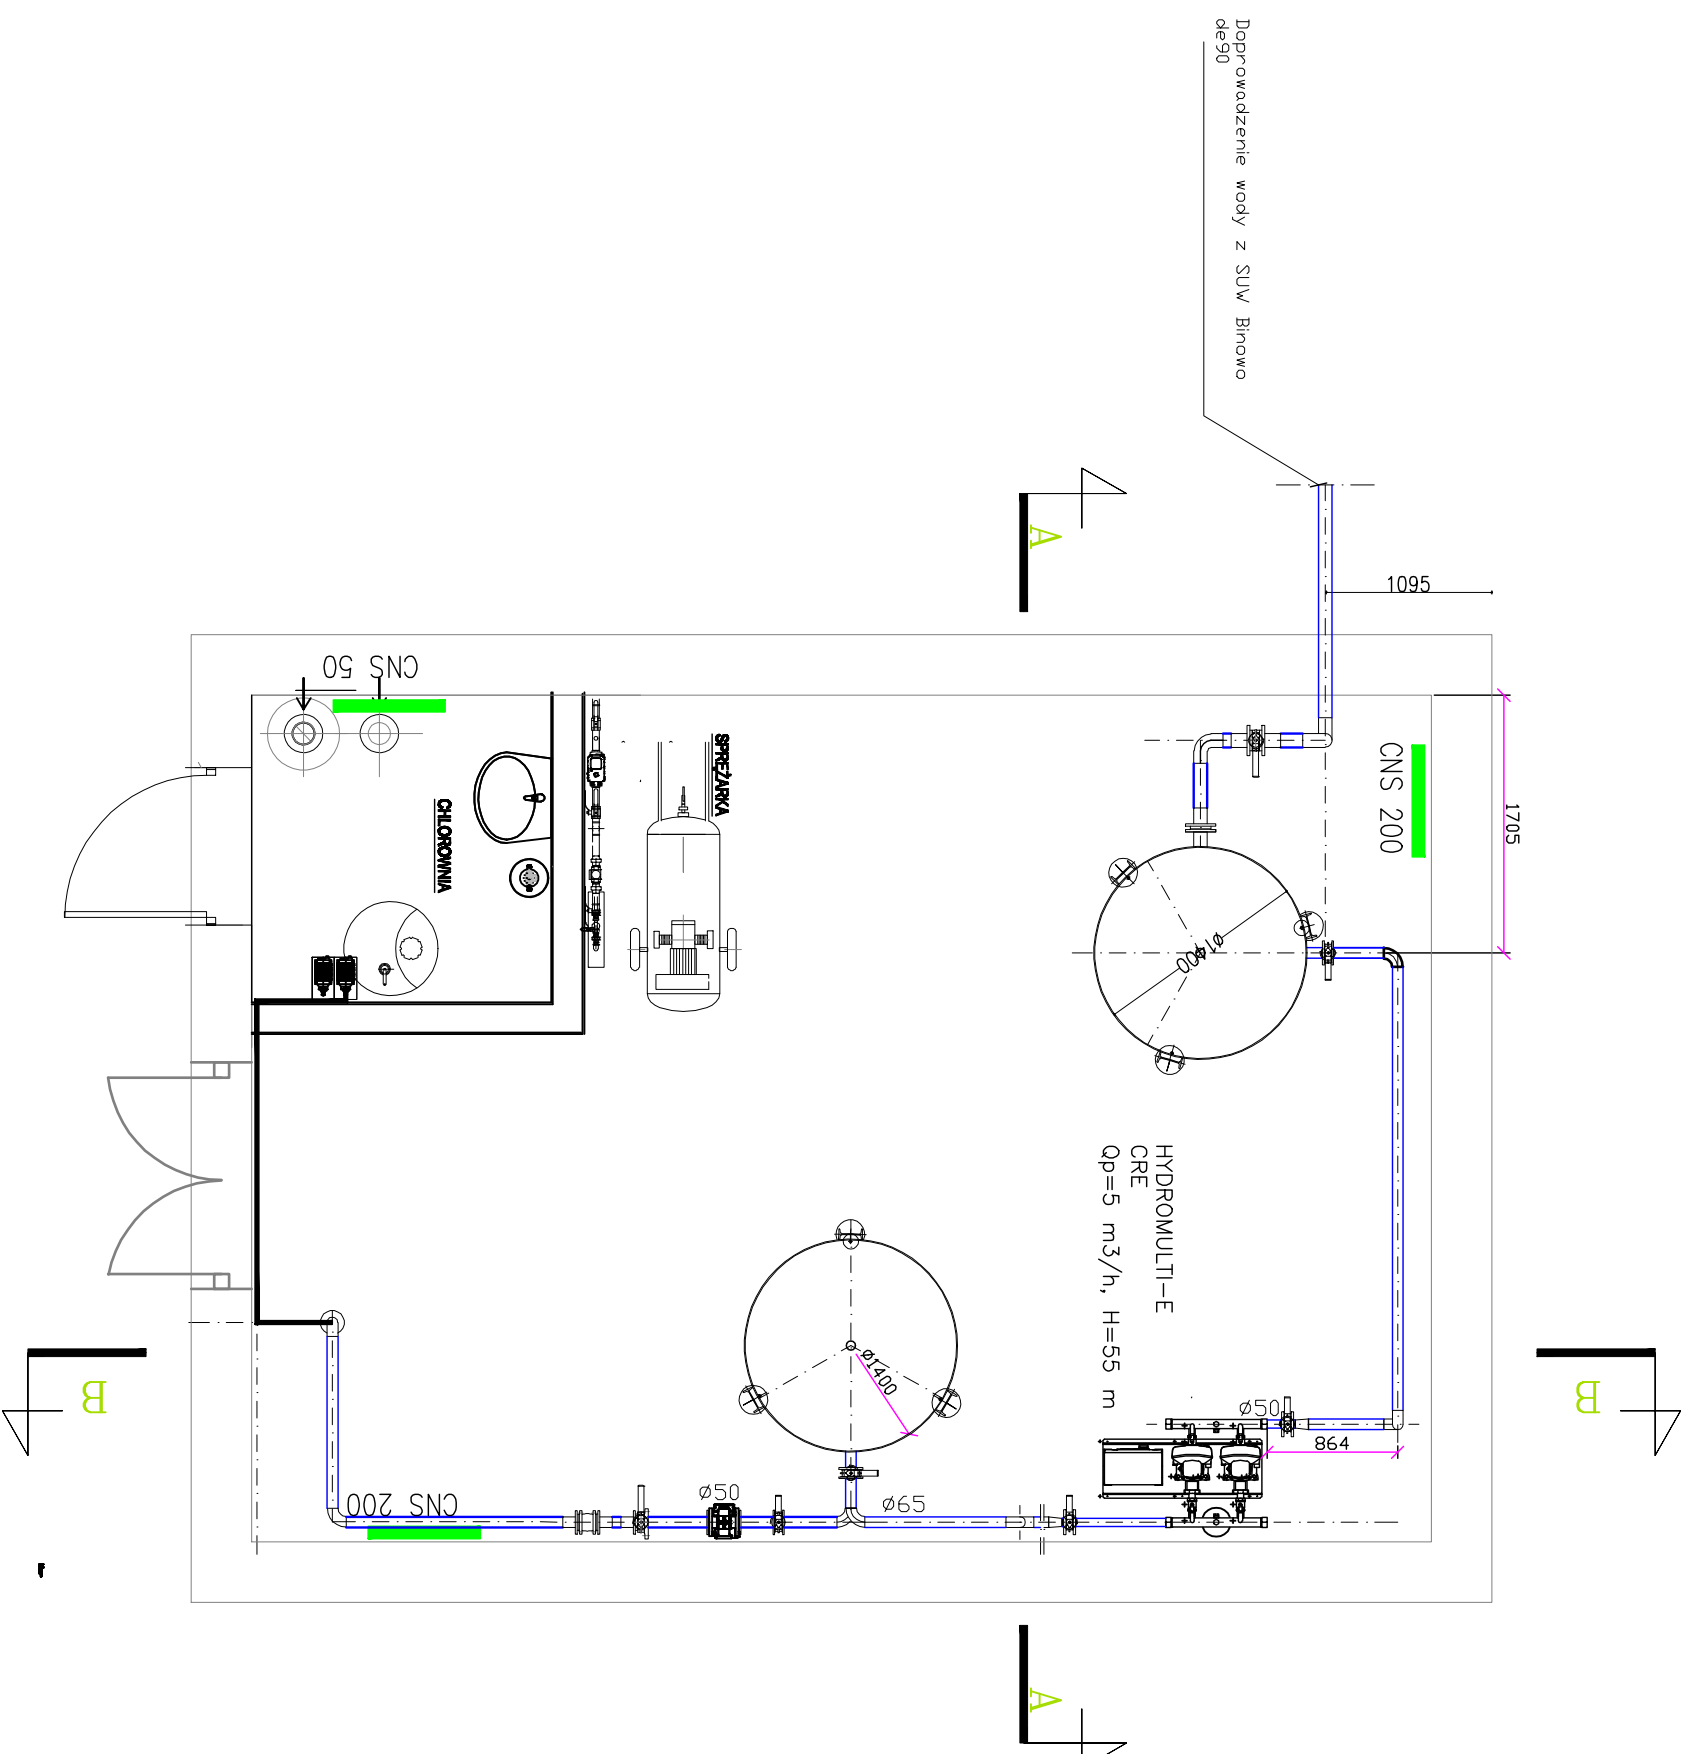 Doprowadzenie wody z SUW Binowo
de90
A
1095
CNS 50
SPRĘŻARKA
CHLOROWNIA
CNS 200
1705
ø1400
HYDROMULTI-E
CRE
Qp=5 m3/h, H=55 m
ø1400
B
B
ø50
864
CNS 200
ø50
ø65
A